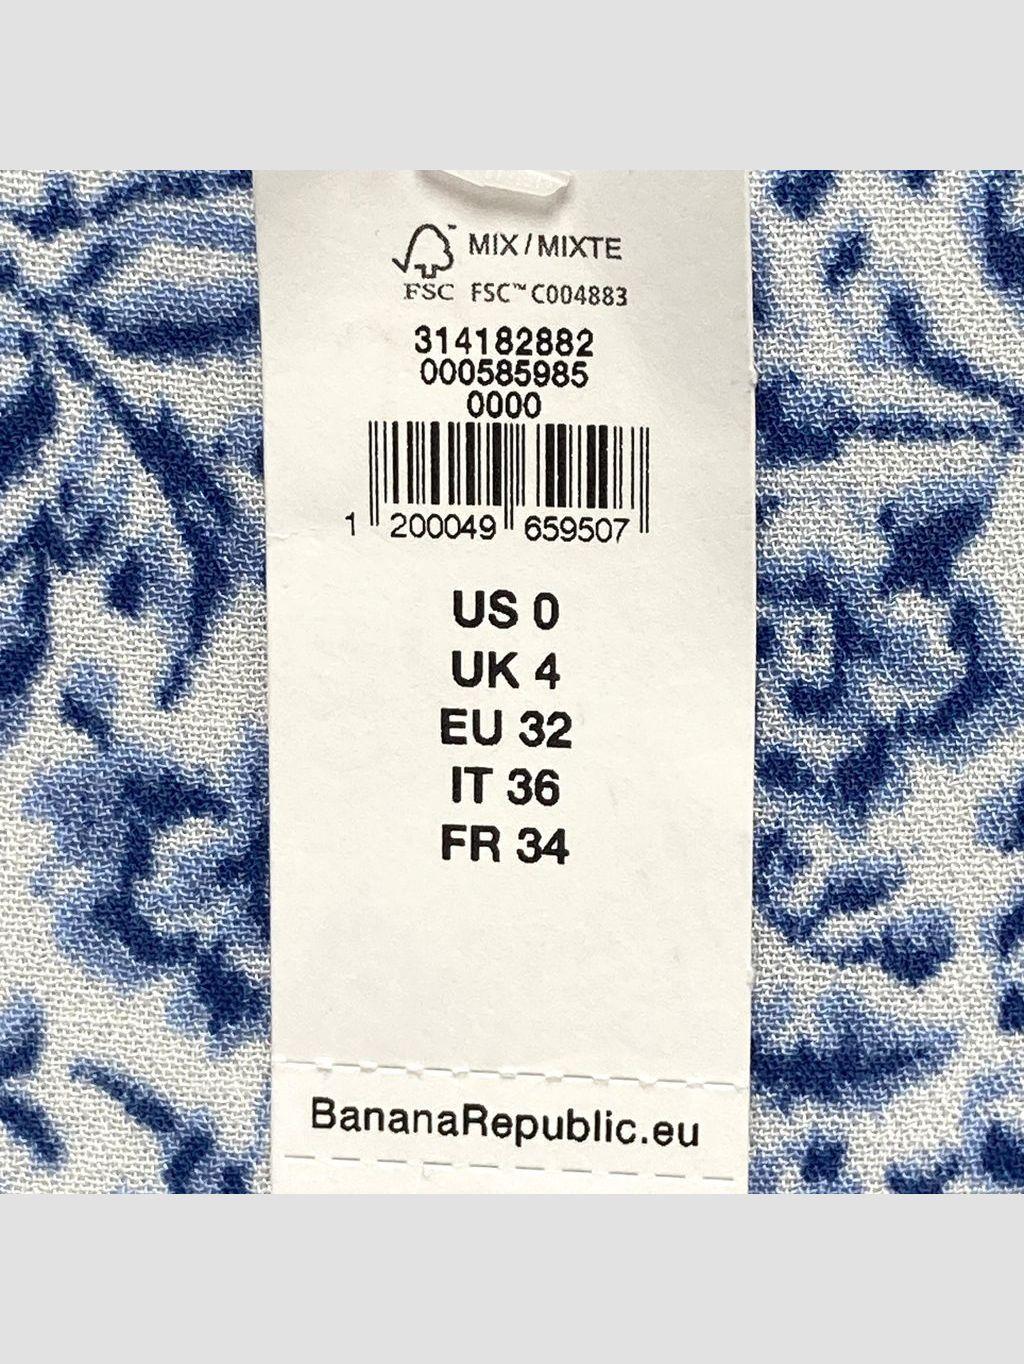 MIX / MIXTE
FSC FSC™ C004883
314182882
000585985
0000
1 200049 659507
US 0
UK 4
EU 32
IT 36
FR 34
BananaRepublic.eu